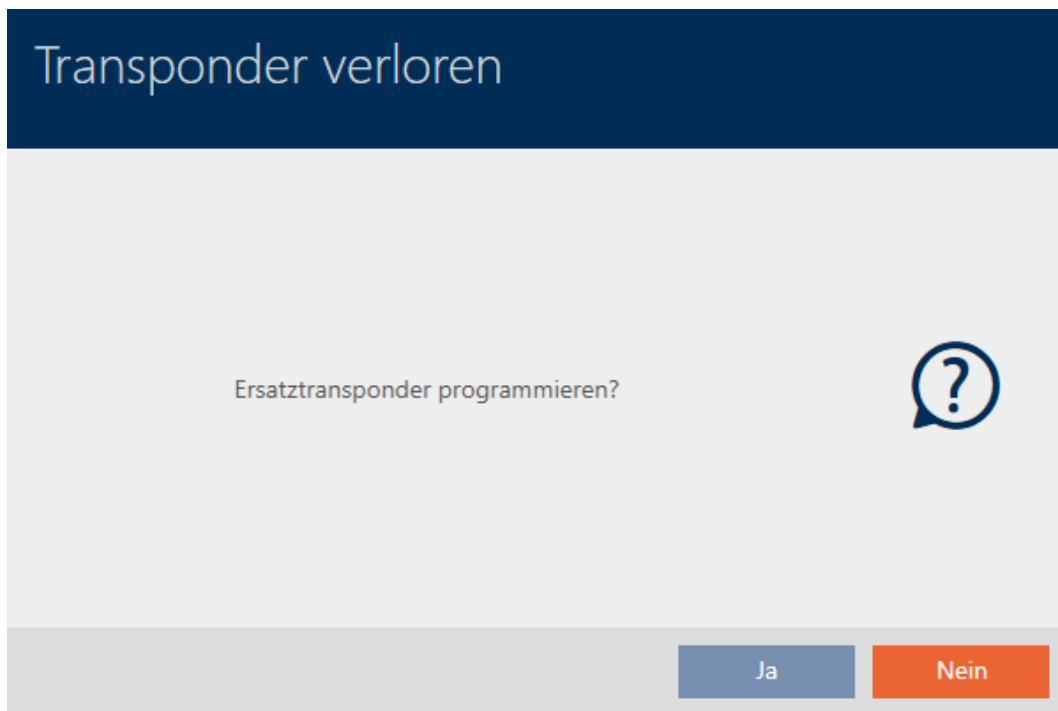 Transponder verloren
Ersatztransponder programmieren?
?
Ja
Nein